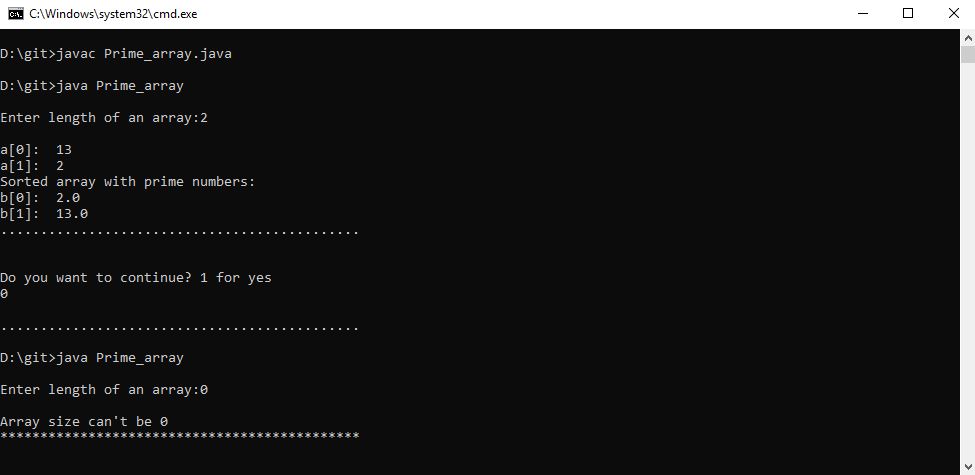 C:\Windows\system32\cmd.exe
D:\git>javac Prime_array.java
D:\git>java Prime_array
Enter length of an array:2
a[0]:  13
a[1]:  2
Sorted array with prime numbers:
b[0]:  2.0
b[1]:  13.0
.............................................
Do you want to continue? 1 for yes
0
.............................................
D:\git>java Prime_array
Enter length of an array:0
Array size can't be 0
*********************************************